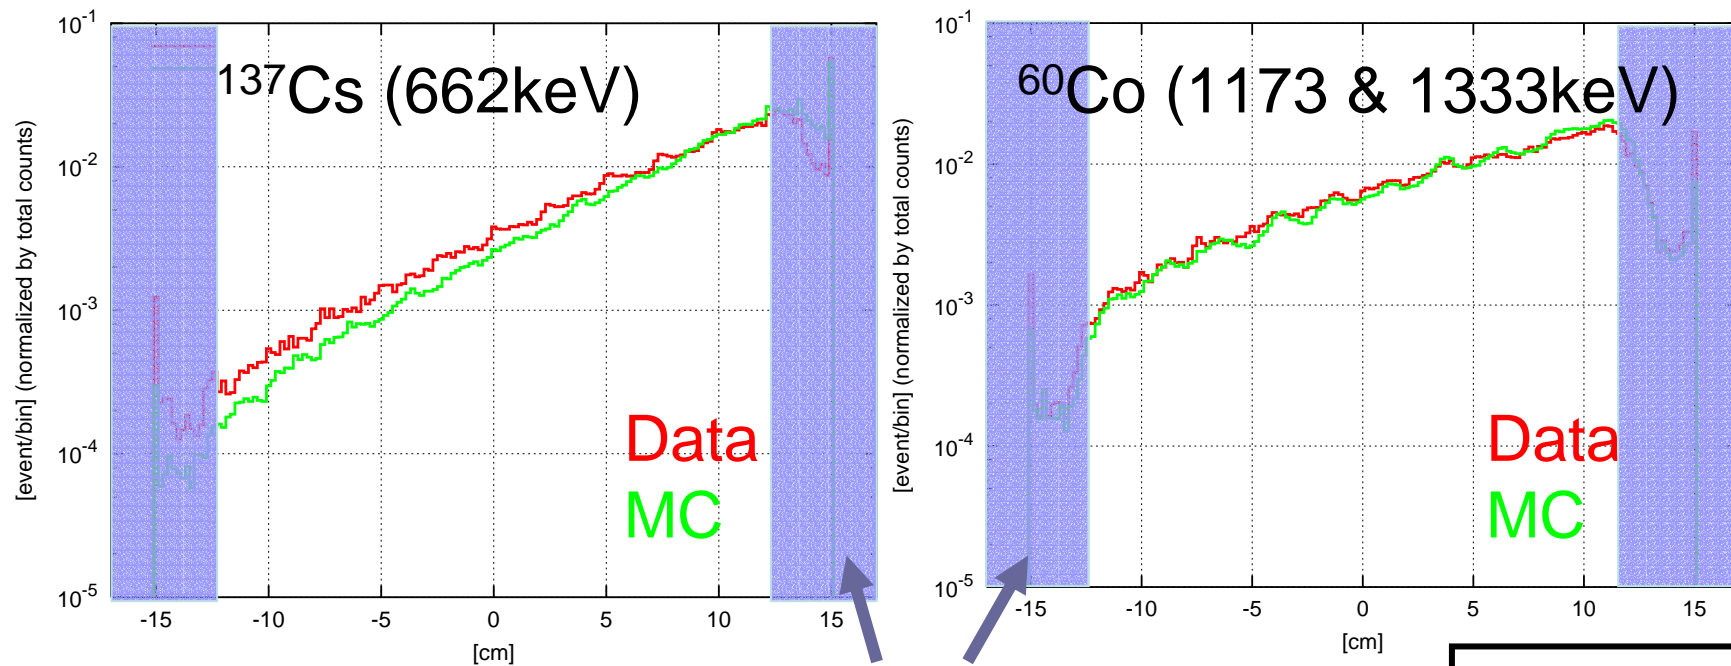 ¹³⁷Cs (662keV)
[event/bin] (normalized by total counts)
10⁻¹
10⁻²
10⁻³
10⁻⁴
10⁻⁵
-15 -10 -5 0 5 10 15
[cm]
Data
MC
⁶⁰Co (1173 & 1333keV)
[event/bin] (normalized by total counts)
10⁻¹
10⁻²
10⁻³
10⁻⁴
10⁻⁵
-15 -10 -5 0 5 10 15
[cm]
Data
MC